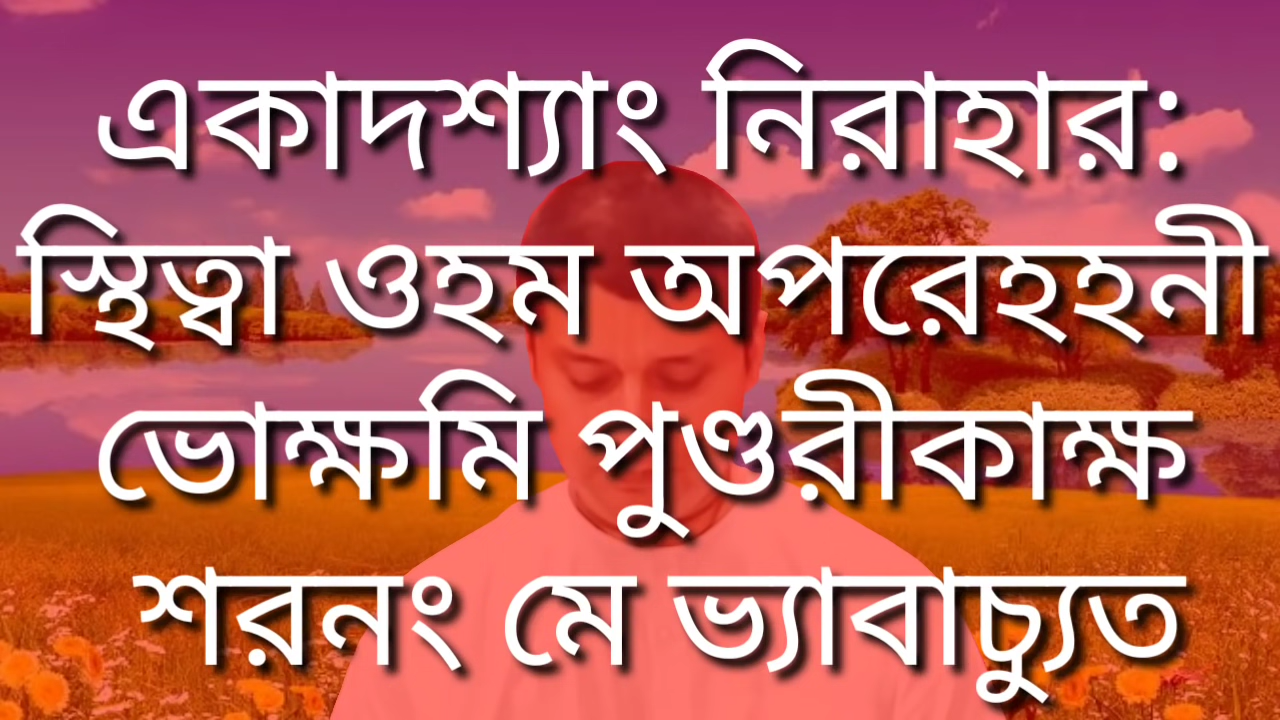 একাদশ্যাং নিরাহার:
স্থিত্বা ওহম অপরেহহনী
ভোক্ষমি পুণ্ডরীকাক্ষ
শরনং মে ভ্যাবাচ্যুত